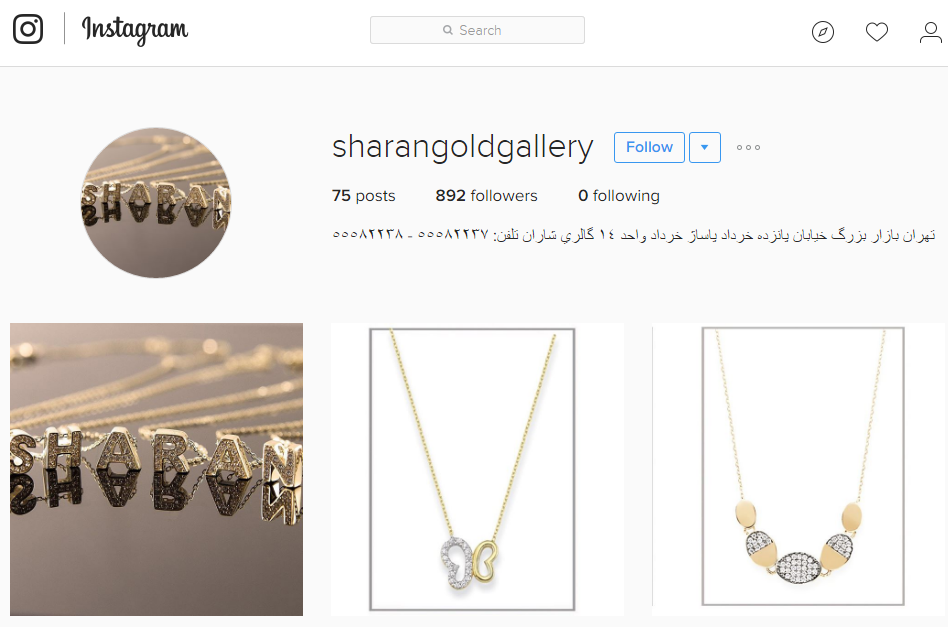 Instagram
Search
sharangoldgallery
Follow
75 posts
892 followers
0 following
تهران بازار بزرگ خيابان پانزده خرداد پاساژ خرداد واحد ١٤ گالري شاران تلفن: ٥٥٥٨٢٢٣٧ - ٥٥٥٨٢٢٣٨
SHARAN
SHARAN